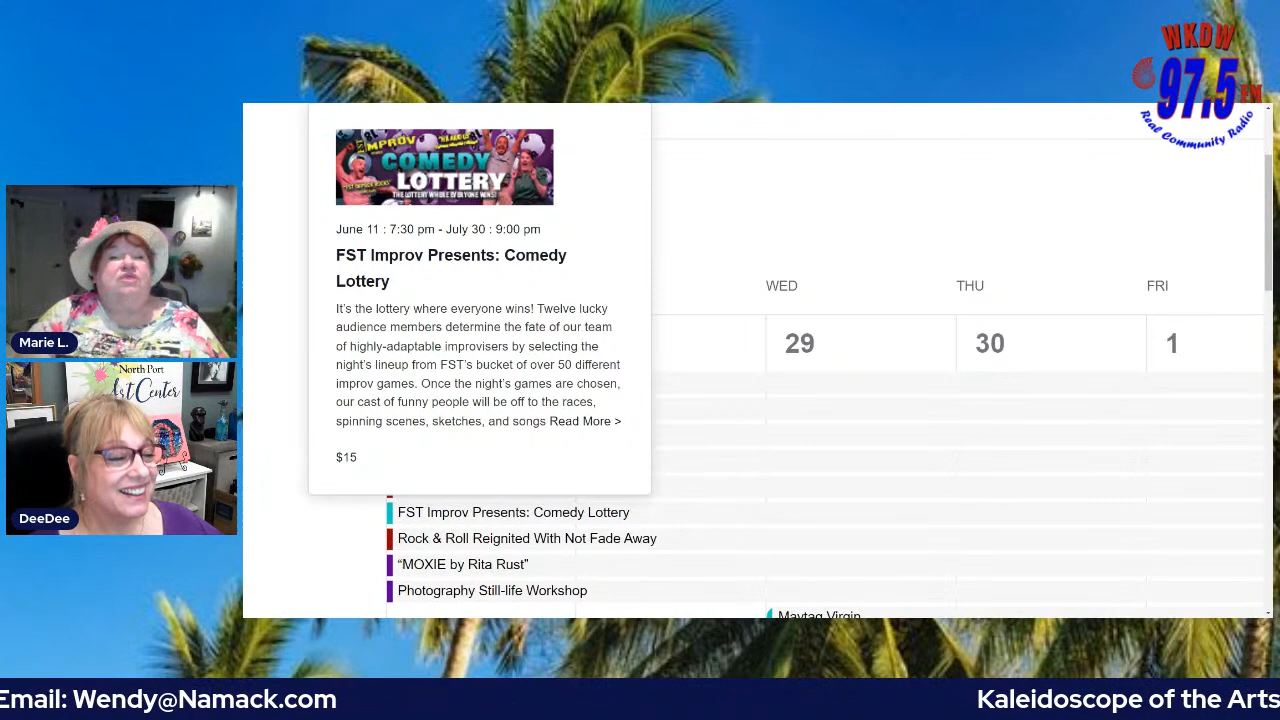 WKDW
97.5 FM
Real Community Radio
IMPROV
COMEDY
LOTTERY
THE LOTTERY WHERE EVERYONE WINS!
June 11 : 7:30 pm - July 30 : 9:00 pm
FST Improv Presents: Comedy
Lottery
It's the lottery where everyone wins! Twelve lucky
audience members determine the fate of our team
of highly-adaptable improvisers by selecting the
night's lineup from FST's bucket of over 50 different
improv games. Once the night's games are chosen,
our cast of funny people will be off to the races,
spinning scenes, sketches, and songs Read More >
$15
WED
THU
FRI
29
30
1
FST Improv Presents: Comedy Lottery
Rock & Roll Reignited With Not Fade Away
“MOXIE by Rita Rust”
Photography Still-life Workshop
Maytag Virgin
Marie L.
North Port
Art Center
DeeDee
Email: Wendy@Namack.com
Kaleidoscope of the Arts